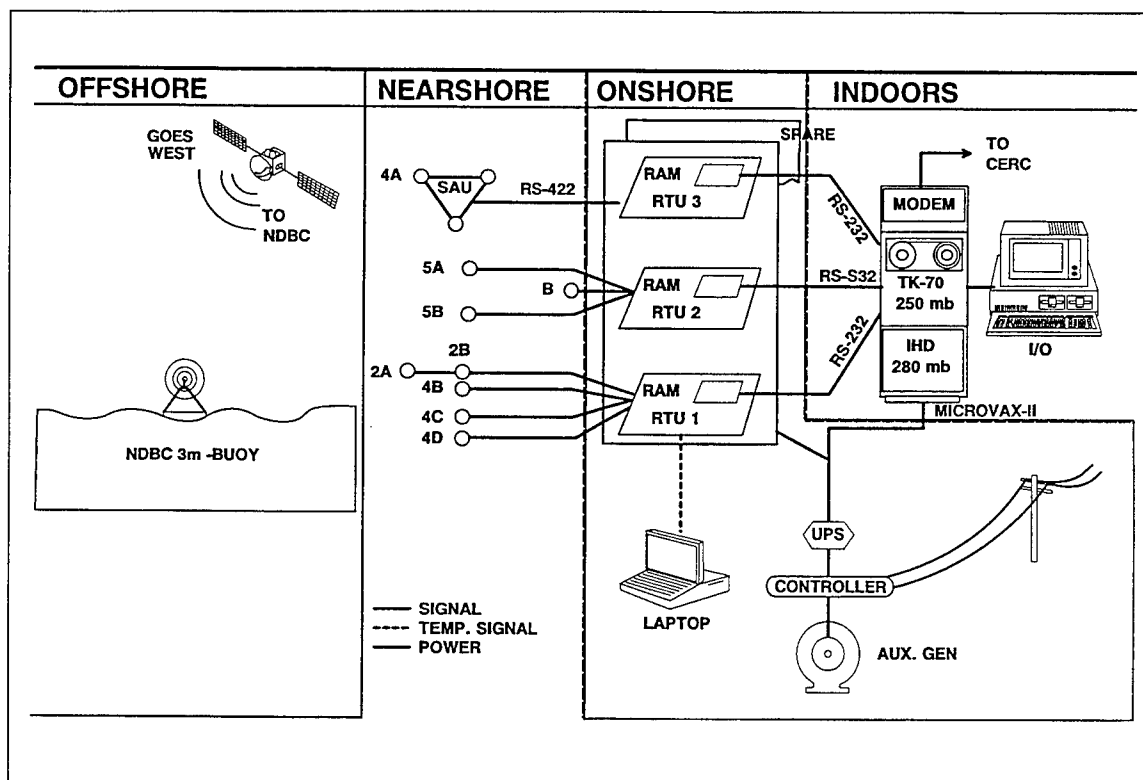 OFFSHORE
NEARSHORE
ONSHORE
INDOORS
GOES
WEST
TO
NDBC
NDBC 3m -BUOY
4A
SAU
RS-422
5A
B
5B
2A
2B
4B
4C
4D
SPARE
RAM
RTU 3
RAM
RTU 2
RAM
RTU 1
RS-232
RS-S32
RS-232
TO
CERC
MODEM
TK-70
250 mb
IHD
280 mb
I/O
MICROVAX-II
LAPTOP
UPS
CONTROLLER
AUX. GEN
SIGNAL
TEMP. SIGNAL
POWER